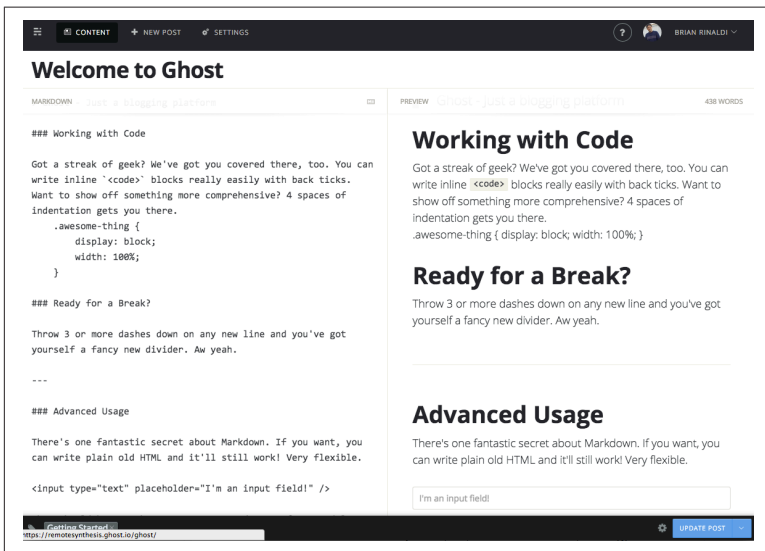 CONTENT
NEW POST
SETTINGS
?
BRIAN RINALDI
Welcome to Ghost
MARKDOWN
### Working with Code
Got a streak of geek? We've got you covered there, too. You can
write inline `<code>` blocks really easily with back ticks.
Want to show off something more comprehensive? 4 spaces of
indentation gets you there.
    .awesome-thing {
        display: block;
        width: 100%;
    }
### Ready for a Break?
Throw 3 or more dashes down on any new line and you've got
yourself a fancy new divider. Aw yeah.
---
### Advanced Usage
There's one fantastic secret about Markdown. If you want, you
can write plain old HTML and it'll still work! Very flexible.
<input type="text" placeholder="I'm an input field!" />
PREVIEW Ghost - Just a blogging platform 438 WORDS
Working with Code
Got a streak of geek? We've got you covered there, too. You can
write inline <code> blocks really easily with back ticks. Want to
show off something more comprehensive? 4 spaces of
indentation gets you there.
.awesome-thing { display: block; width: 100%; }
Ready for a Break?
Throw 3 or more dashes down on any new line and you've got
yourself a fancy new divider. Aw yeah.
Advanced Usage
There's one fantastic secret about Markdown. If you want, you
can write plain old HTML and it'll still work! Very flexible.
I'm an input field!
Getting Started
https://remotesynthesis.ghost.io/ghost/
UPDATE POST